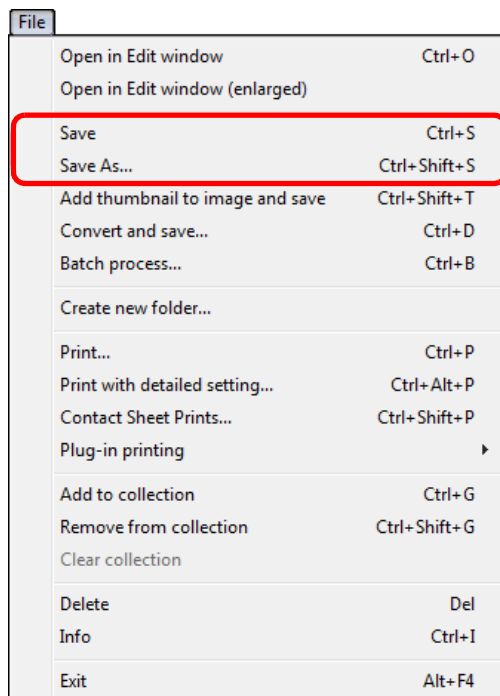 File
Open in Edit window Ctrl+O
Open in Edit window (enlarged)
Save Ctrl+S
Save As... Ctrl+Shift+S
Add thumbnail to image and save Ctrl+Shift+T
Convert and save... Ctrl+D
Batch process... Ctrl+B
Create new folder...
Print... Ctrl+P
Print with detailed setting... Ctrl+Alt+P
Contact Sheet Prints... Ctrl+Shift+P
Plug-in printing
Add to collection Ctrl+G
Remove from collection Ctrl+Shift+G
Clear collection
Delete Del
Info Ctrl+I
Exit Alt+F4